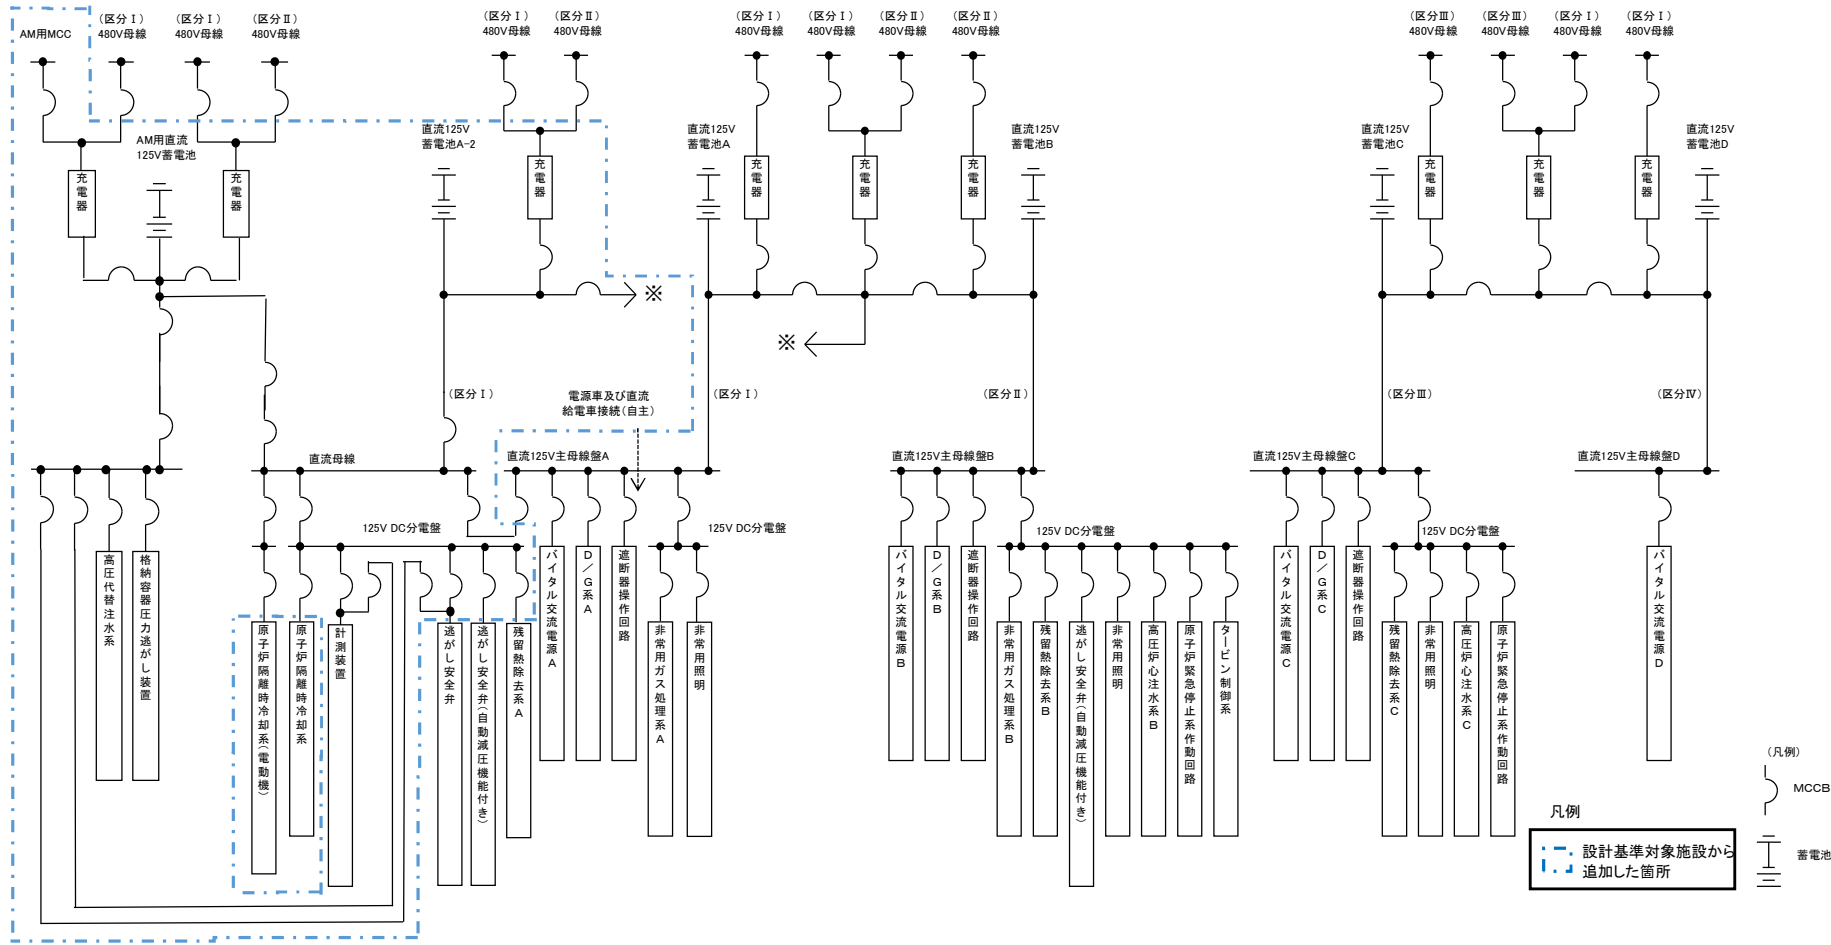 (区分Ⅰ)
(区分Ⅰ)
(区分Ⅱ)
(区分Ⅰ)
(区分Ⅱ)
(区分Ⅰ)
(区分Ⅰ)
(区分Ⅱ)
(区分Ⅱ)
(区分Ⅲ)
(区分Ⅲ)
(区分Ⅰ)
(区分Ⅰ)
AM用MCC
480V母線
480V母線
480V母線
480V母線
480V母線
480V母線
480V母線
480V母線
480V母線
480V母線
480V母線
480V母線
480V母線
AM用直流
125V蓄電池
直流125V
蓄電池A-2
直流125V
蓄電池A
直流125V
蓄電池B
直流125V
蓄電池C
直流125V
蓄電池D
充電器
充電器
充電器
充電器
充電器
充電器
充電器
充電器
充電器
※
※
(区分Ⅰ)
電源車及び直流
給電車接続(自主)
(区分Ⅰ)
(区分Ⅱ)
(区分Ⅲ)
(区分Ⅳ)
直流母線
直流125V主母線盤A
直流125V主母線盤B
直流125V主母線盤C
直流125V主母線盤D
125V DC分電盤
125V DC分電盤
125V DC分電盤
125V DC分電盤
高圧代替注水系
格納容器圧力逃がし装置
原子炉隔離時冷却系(電動機)
原子炉隔離時冷却系
計測装置
逃がし安全弁
逃がし安全弁(自動減圧機能付き)
残留熱除去系A
バイタル交流電源A
D/G系A
遮断器操作回路
非常用ガス処理系A
非常用照明
バイタル交流電源B
D/G系B
遮断器操作回路
非常用ガス処理系B
残留熱除去系B
逃がし安全弁(自動減圧機能付き)
非常用照明
高圧炉心注水系B
原子炉緊急停止系作動回路
タービン制御系
バイタル交流電源C
D/G系C
遮断器操作回路
残留熱除去系C
非常用照明
高圧炉心注水系C
原子炉緊急停止系作動回路
バイタル交流電源D
(凡例)
MCCB
蓄電池
凡例
設計基準対象施設から
追加した箇所